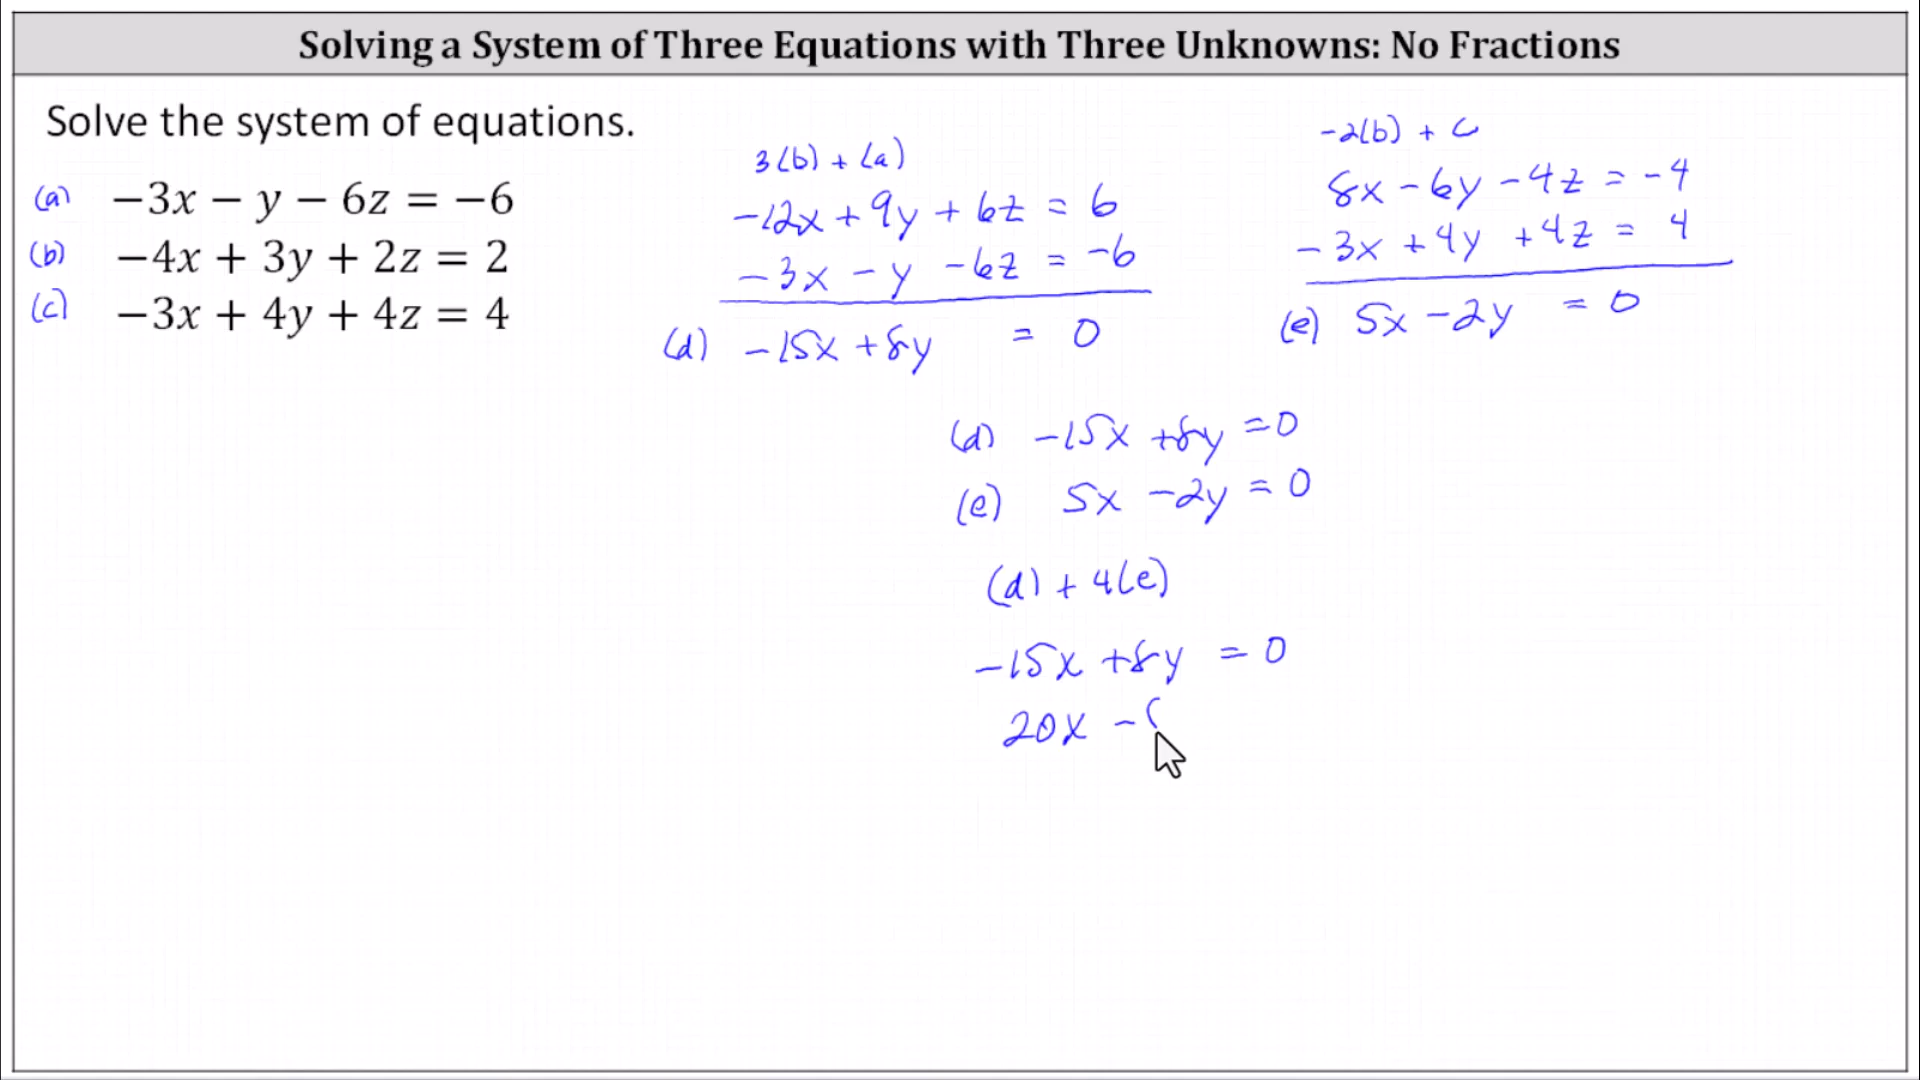 Solving a System of Three Equations with Three Unknowns: No Fractions
Solve the system of equations.
(a) −3x − y − 6z = −6
(b) −4x + 3y + 2z = 2
(c) −3x + 4y + 4z = 4
3(b) + (a)
-12x + 9y + 6z = 6
-3x - y - 6z = -6
(d) -15x + 8y = 0
-2(b) + C
8x - 6y - 4z = -4
-3x + 4y + 4z = 4
(e) 5x - 2y = 0
(d) -15x + 8y = 0
(e) 5x - 2y = 0
(d) + 4(e)
-15x + 8y = 0
20x -